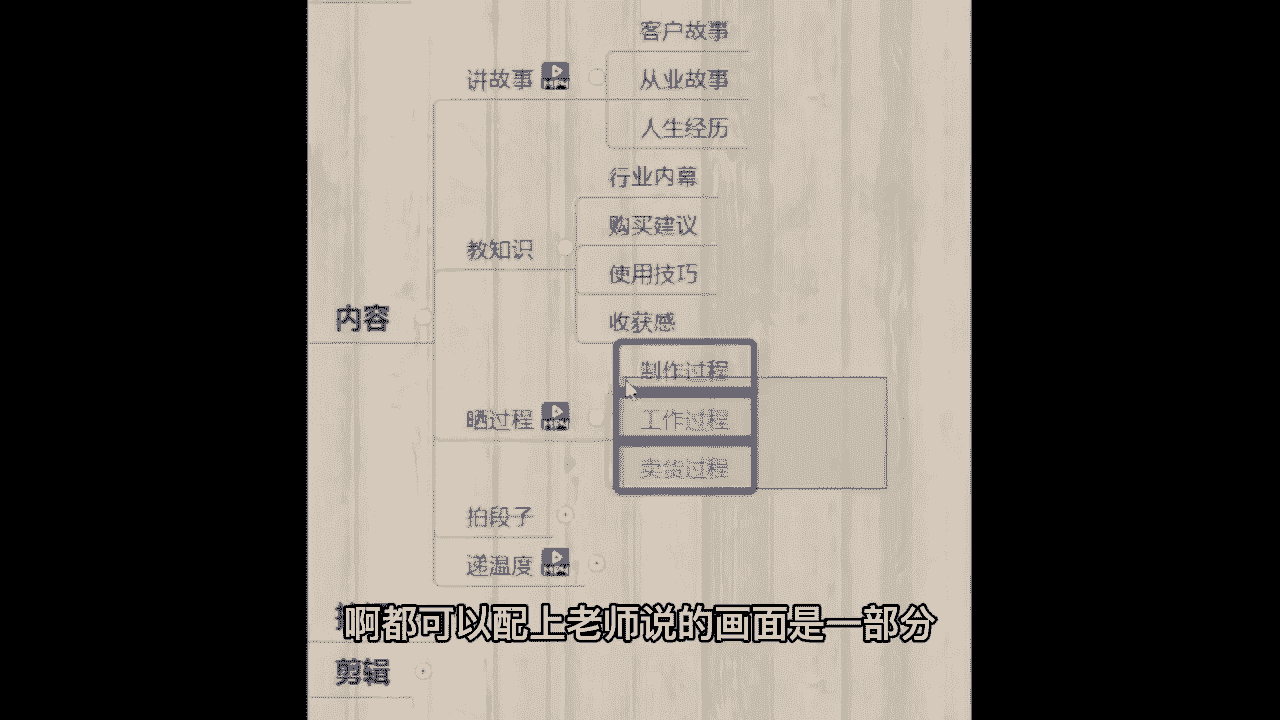 客户故事
讲故事
从业故事
人生经历
行业内幕
购买建议
教知识
使用技巧
内容
收获感
制作过程
晒过程
工作过程
卖货过程
拍段子
递温度
啊都可以配上老师说的画面是一部分
剪辑